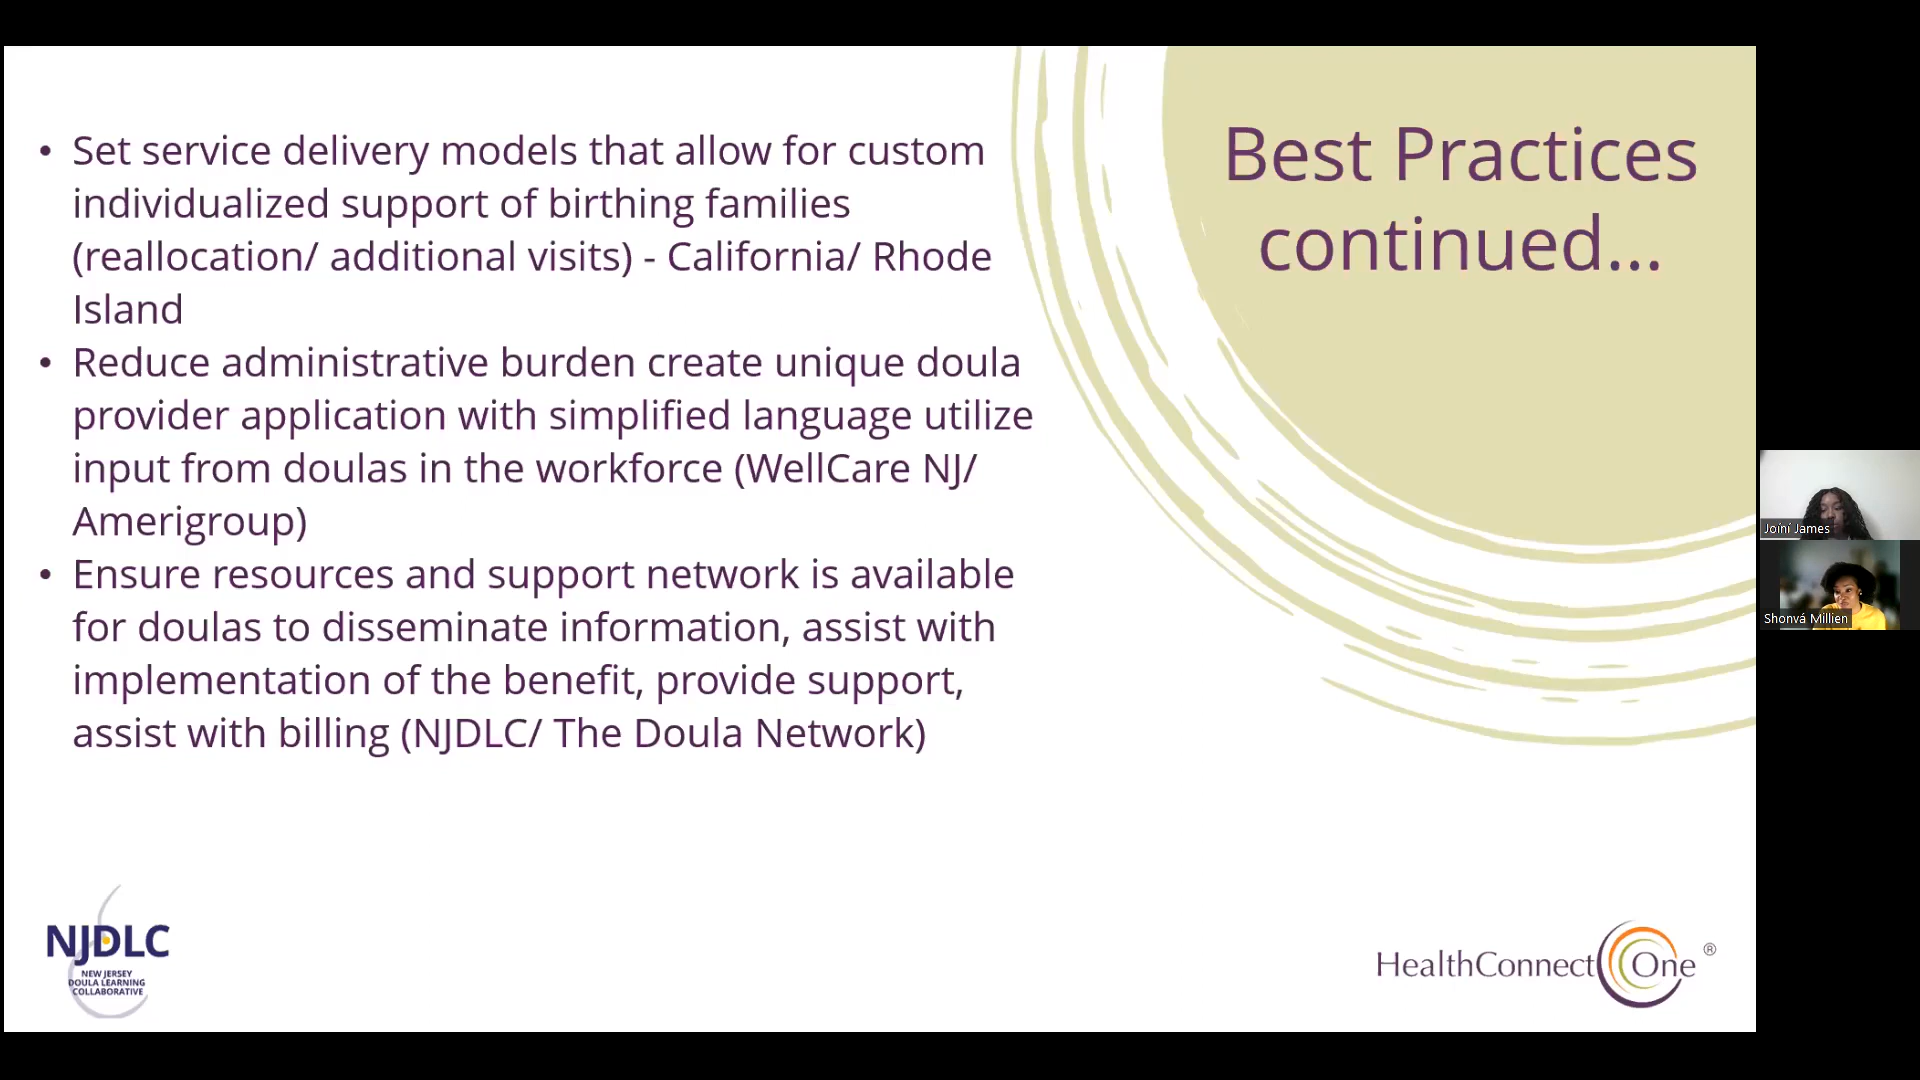 • Set service delivery models that allow for custom
individualized support of birthing families
(reallocation/ additional visits) - California/ Rhode
Island
• Reduce administrative burden create unique doula
provider application with simplified language utilize
input from doulas in the workforce (WellCare NJ/
Amerigroup)
• Ensure resources and support network is available
for doulas to disseminate information, assist with
implementation of the benefit, provide support,
assist with billing (NJDLC/ The Doula Network)
Best Practices
continued...
Joíní James
Shonvá Millien
NJDLC
NEW JERSEY
DOULA LEARNING
COLLABORATIVE
HealthConnect One ®